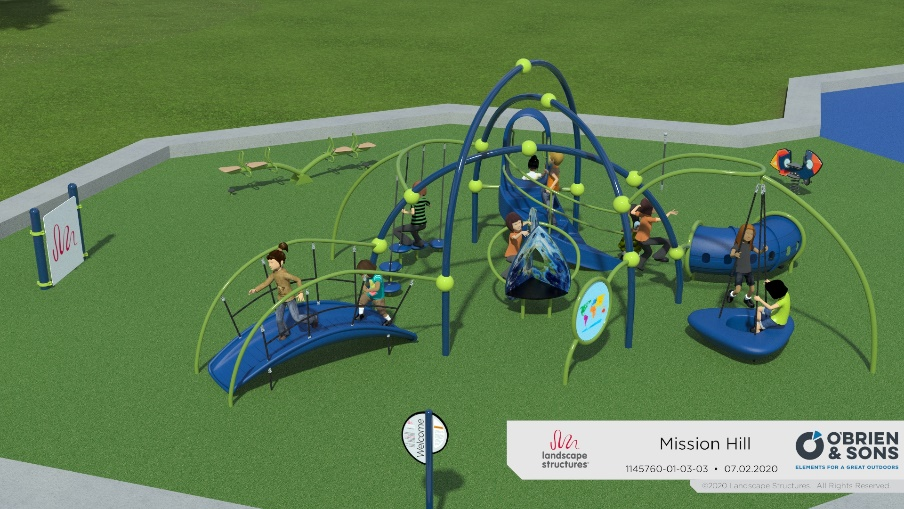 Welcome
landscape
structures®
Mission Hill
1145760-01-03-03 • 07.02.2020
O'BRIEN
& SONS
ELEMENTS FOR A GREAT OUTDOORS
©2020 Landscape Structures. All Rights Reserved.